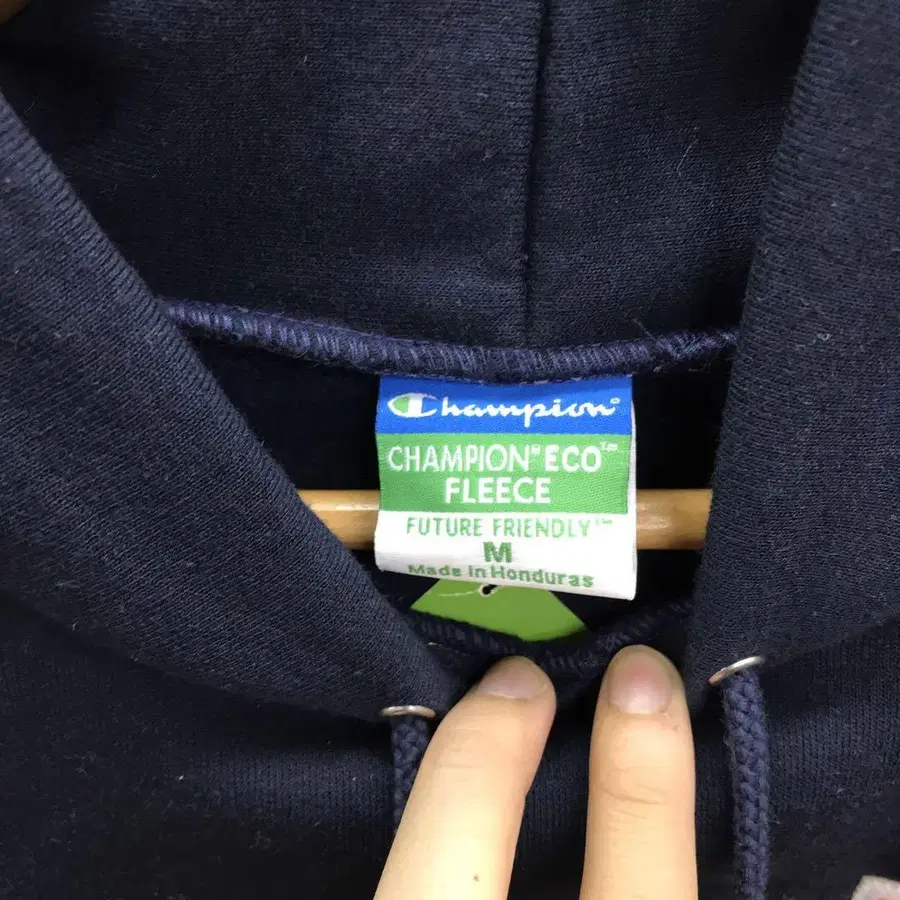 Champion®
CHAMPION® ECO™
FLEECE
FUTURE FRIENDLY™
M
Made in Honduras